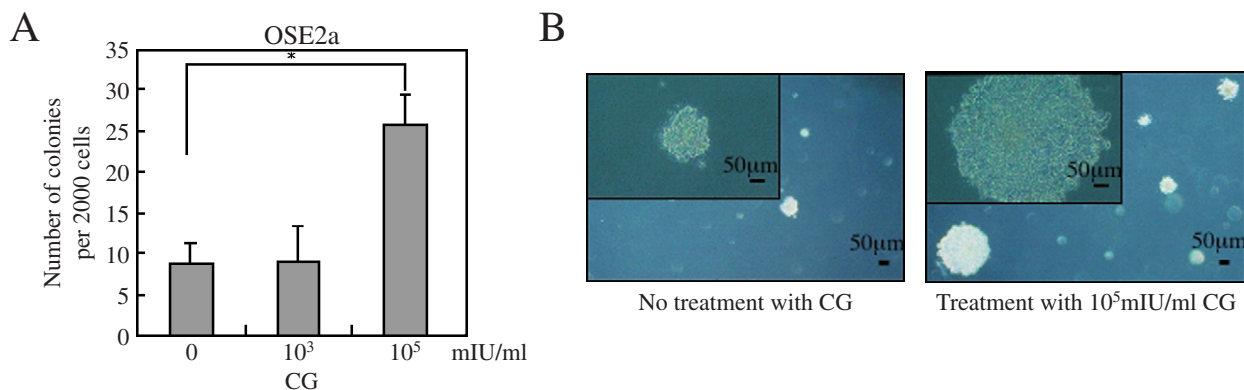 A
OSE2a
*
Number of colonies
per 2000 cells
35
30
25
20
15
10
5
0
0 10³ 10⁵ mIU/ml
CG
B
50μm
50μm
No treatment with CG
50μm
50μm
Treatment with 10⁵mIU/ml CG